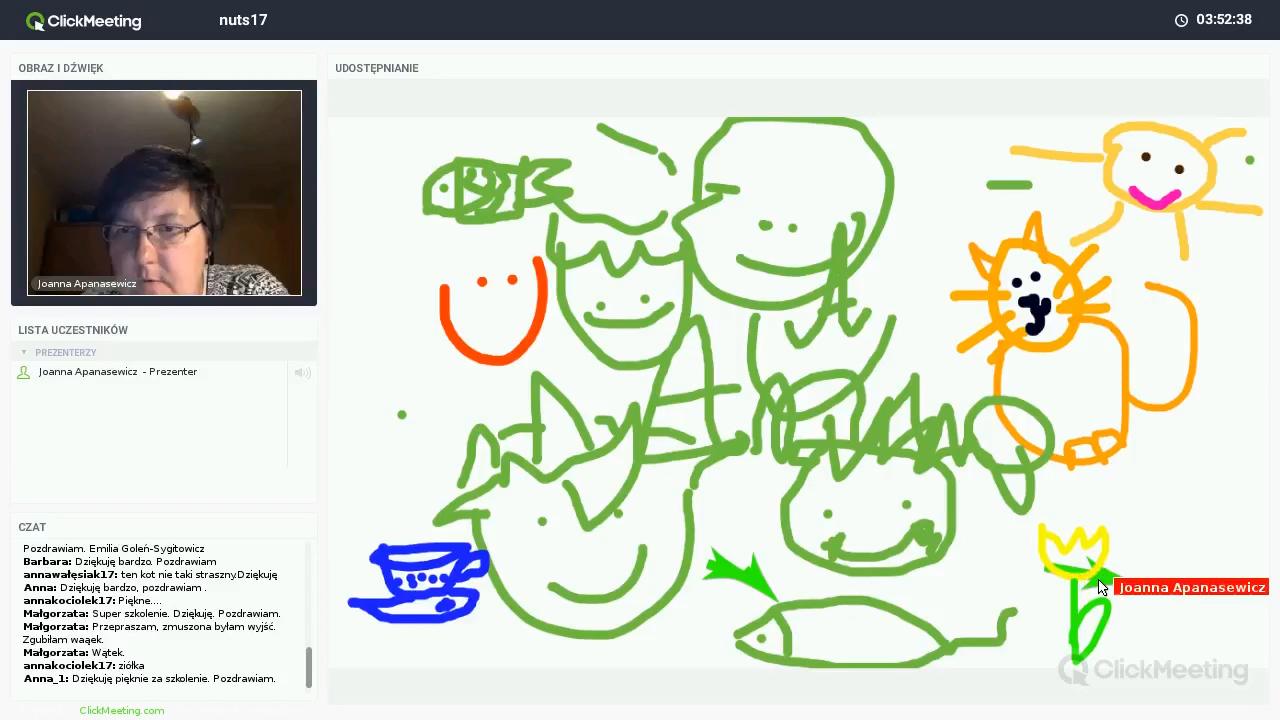 ClickMeeting
nuts17
03:52:38
OBRAZ I DŹWIĘK
UDOSTĘPNIANIE
Joanna Apanasewicz
LISTA UCZESTNIKÓW
PREZENTERZY
Joanna Apanasewicz - Prezenter
CZAT
Pozdrawiam. Emilia Goleń-Sygitowicz
Barbara: Dziękuję bardzo. Pozdrawiam
annawałęsiak17: ten kot nie taki straszny.Dziękuję
Anna: Dziękuję bardzo, pozdrawiam .
annakociolek17: Piękne....
Małgorzata: Super szkolenie. Dziękuję. Pozdrawiam.
Małgorzata: Przepraszam, zmuszona byłam wyjść.
Zgubiłam waąek.
Małgorzata: Wątek.
annakociolek17: ziółka
Anna_1: Dziękuję pięknie za szkolenie. Pozdrawiam.
Joanna Apanasewicz
ClickMeeting
ClickMeeting.com